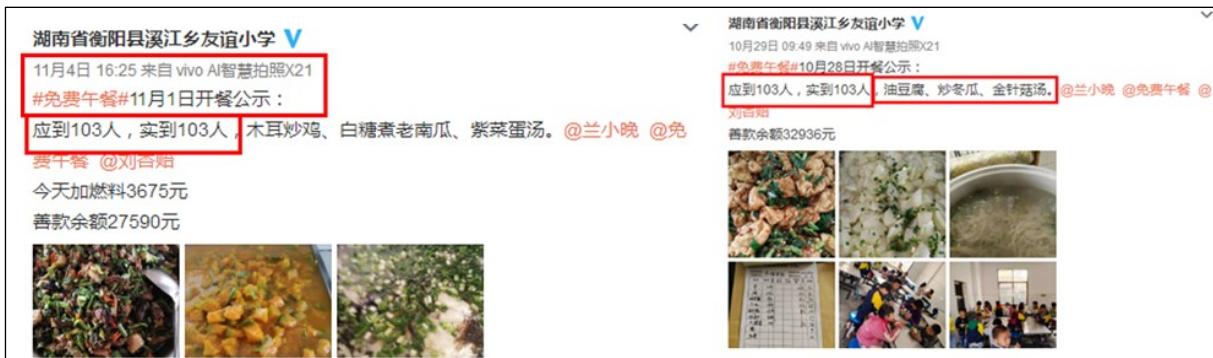 湖南省衡阳县溪江乡友谊小学
11月4日 16:25 来自 vivo AI智慧拍照X21
#免费午餐#11月1日开餐公示：
应到103人，实到103人，木耳炒鸡、白糖煮老南瓜、紫菜蛋汤。@兰小晚 @免
费午餐 @刘杏贻
今天加燃料3675元
善款余额27590元
湖南省衡阳县溪江乡友谊小学
10月29日 09:49 来自 vivo AI智慧拍照X21
#免费午餐#10月28日开餐公示：
应到103人，实到103人，油豆腐、炒冬瓜、金针菇汤。@兰小晚 @免费午餐 @
刘杏贻
善款余额32936元